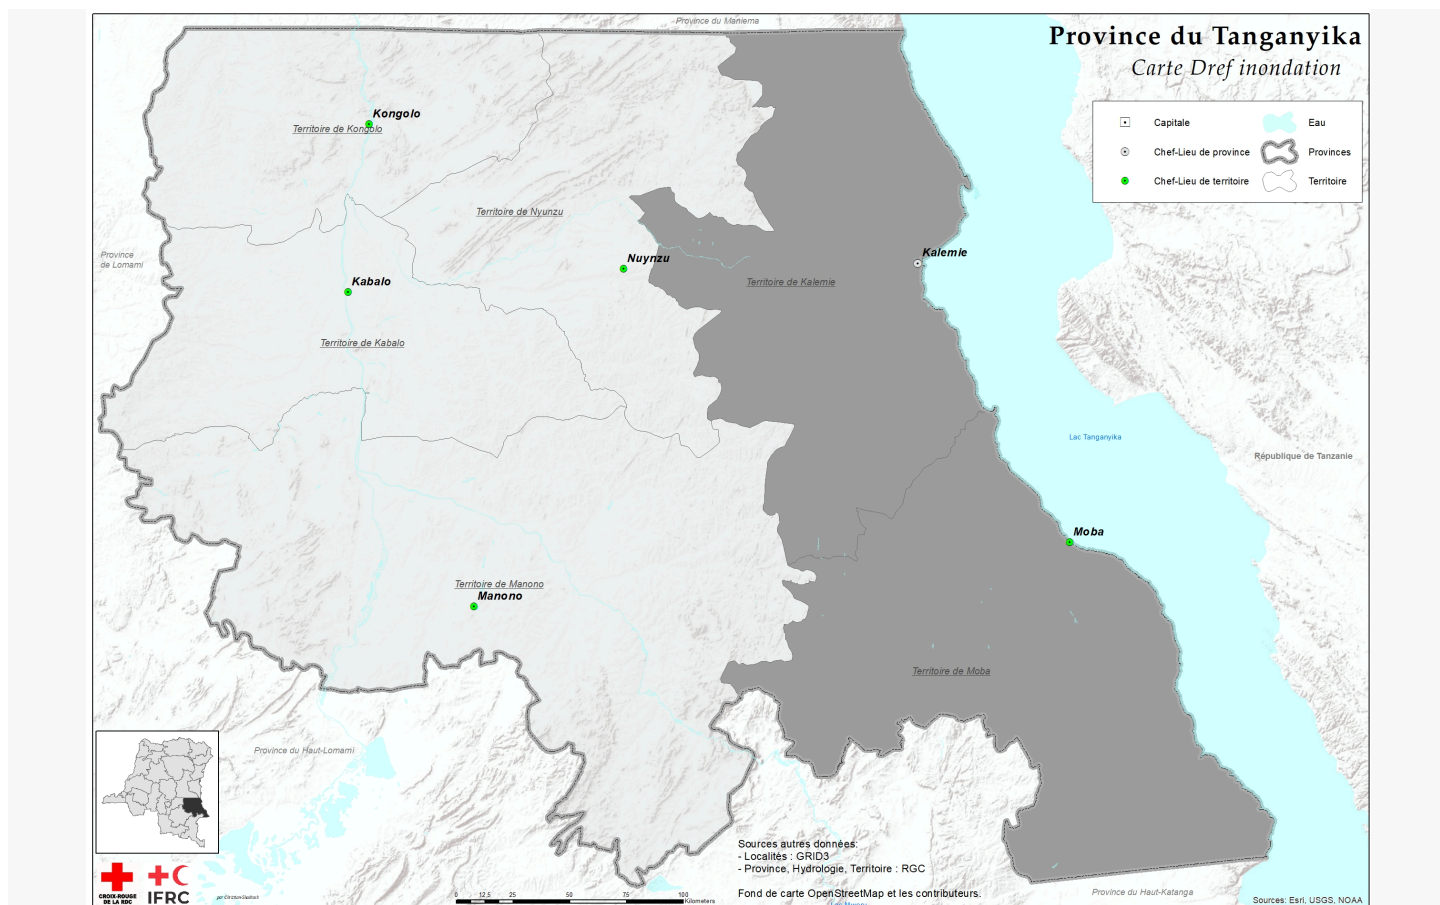 Province du Maniema
Province du Tanganyika
Carte Dref inondation
Capitale
Eau
Chef-Lieu de province
Provinces
Chef-Lieu de territoire
Territoire
Kongolo
Territoire de Kongolo
Territoire de Nyunzu
Province
de Lomami
Nuynzu
Kalemie
Kabalo
Territoire de Kalemie
Territoire de Kabalo
Lac Tanganyika
République de Tanzanie
Moba
Territoire de Manono
Manono
Territoire de Moba
Province du Haut-Lomami
Sources autres données:
- Localités : GRID3
- Province, Hydrologie, Territoire : RGC
Fond de carte OpenStreetMap et les contributeurs.
CROIX-ROUGE
DE LA RDC
IFRC
0 12,5 25 50 75 100
Kilometers
Province du Haut-Katanga
Sources: Esri, USGS, NOAA